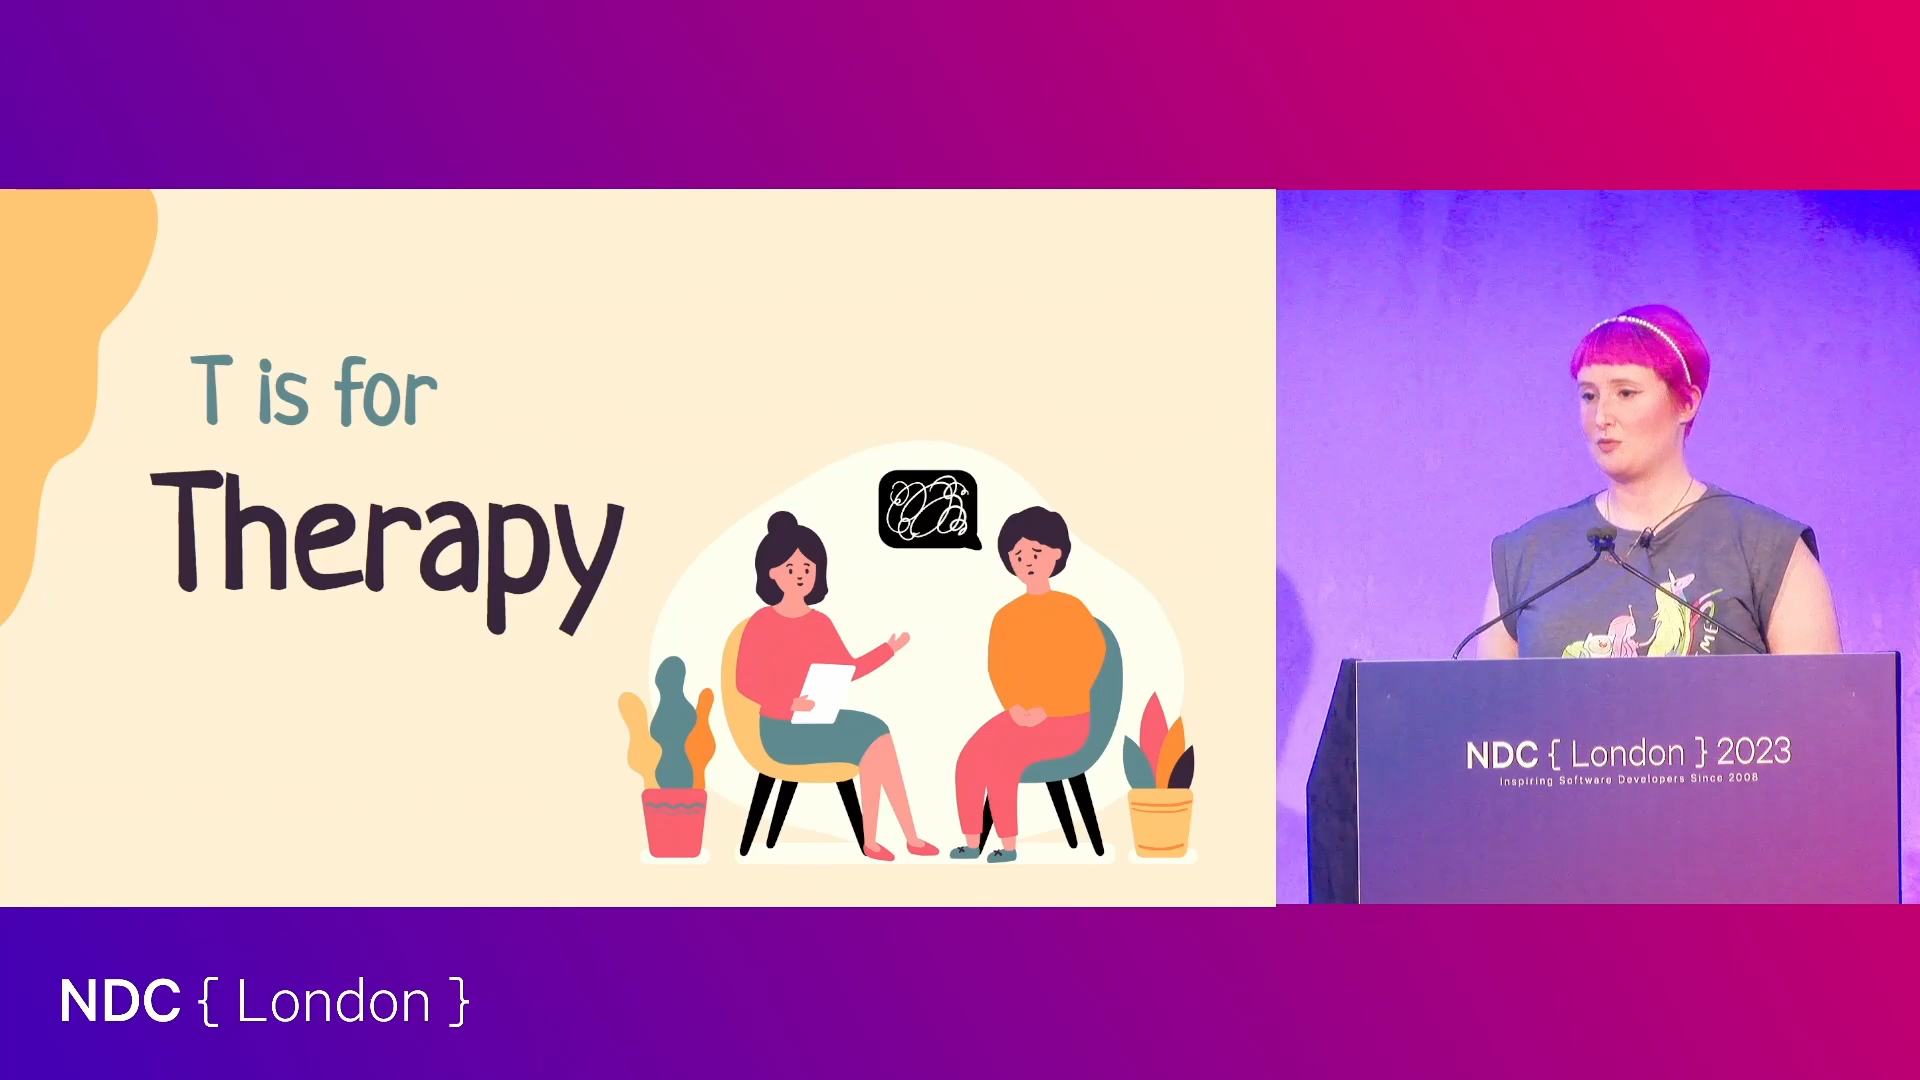 T is for
Therapy
NDC { London } 2023
Inspiring Software Developers Since 2008
NDC { London }